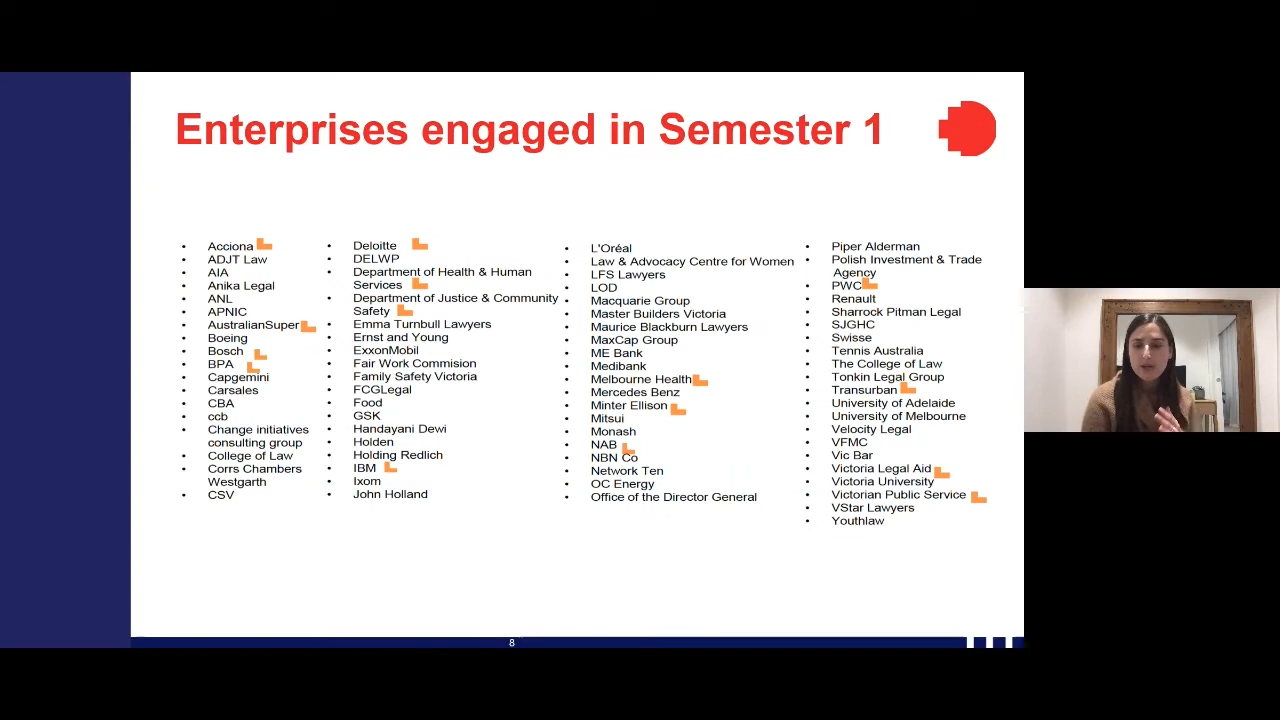 Enterprises engaged in Semester 1
• Acciona
• ADJT Law
• AIA
• Anika Legal
• ANL
• APNIC
• AustralianSuper
• Boeing
• Bosch
• BPA
• Capgemini
• Carsales
• CBA
• ccb
• Change initiatives
consulting group
• College of Law
• Corrs Chambers
Westgarth
• CSV
• Deloitte
• DELWP
• Department of Health & Human
Services
• Department of Justice & Community
Safety
• Emma Turnbull Lawyers
• Ernst and Young
• ExxonMobil
• Fair Work Commision
• Family Safety Victoria
• FCGLegal
• Food
• GSK
• Handayani Dewi
• Holden
• Holding Redlich
• IBM
• Ixom
• John Holland
• L'Oréal
• Law & Advocacy Centre for Women
• LFS Lawyers
• LOD
• Macquarie Group
• Master Builders Victoria
• Maurice Blackburn Lawyers
• MaxCap Group
• ME Bank
• Medibank
• Melbourne Health
• Mercedes Benz
• Minter Ellison
• Mitsui
• Monash
• NAB
• NBN Co
• Network Ten
• OC Energy
• Office of the Director General
• Piper Alderman
• Polish Investment & Trade
Agency
• PWC
• Renault
• Sharrock Pitman Legal
• SJGHC
• Swisse
• Tennis Australia
• The College of Law
• Tonkin Legal Group
• Transurban
• University of Adelaide
• University of Melbourne
• Velocity Legal
• VFMC
• Vic Bar
• Victoria Legal Aid
• Victoria University
• Victorian Public Service
• VStar Lawyers
• Youthlaw
8